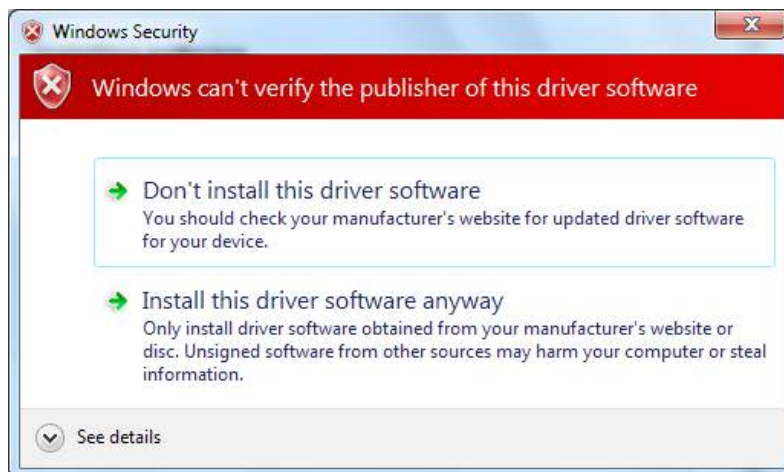 Windows Security
Windows can't verify the publisher of this driver software
Don't install this driver software
You should check your manufacturer's website for updated driver software
for your device.
Install this driver software anyway
Only install driver software obtained from your manufacturer's website or
disc. Unsigned software from other sources may harm your computer or steal
information.
See details